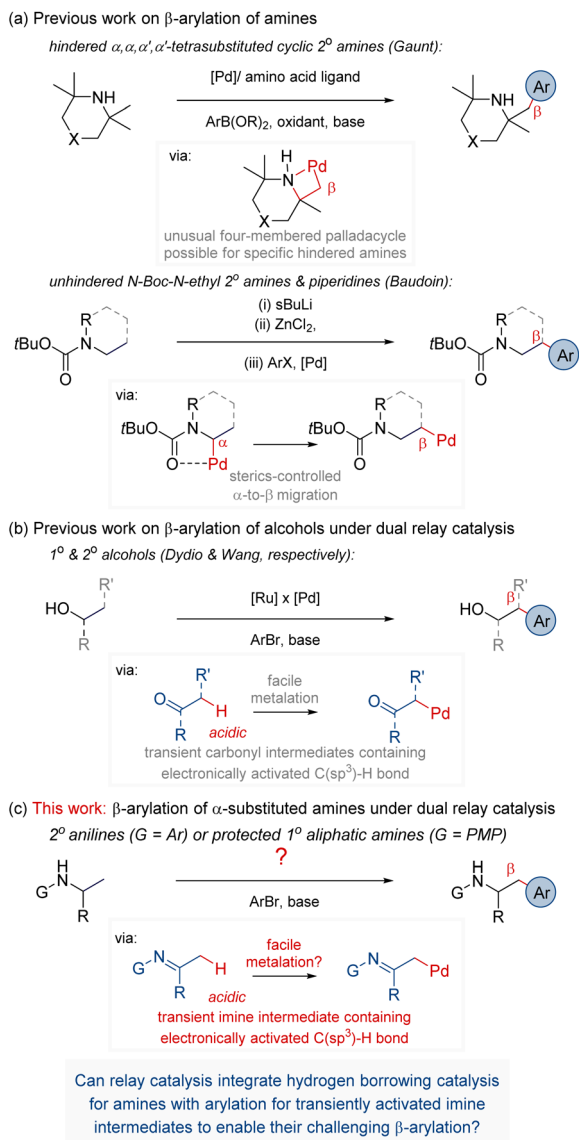 (a) Previous work on β-arylation of amines
hindered α,α,α',α'-tetrasubstituted cyclic 2º amines (Gaunt):
NH
X
[Pd]/ amino acid ligand
ArB(OR)2, oxidant, base
NH
Ar
β
X
via:
H
N
Pd
β
X
unusual four-membered palladacycle
possible for specific hindered amines
unhindered N-Boc-N-ethyl 2º amines & piperidines (Baudoin):
R
tBuO
N
O
(i) sBuLi
(ii) ZnCl2,
(iii) ArX, [Pd]
R
tBuO
N
β
Ar
O
via:
R
tBuO
N
α
O
Pd
R
tBuO
N
β
Pd
O
sterics-controlled
α-to-β migration
(b) Previous work on β-arylation of alcohols under dual relay catalysis
1º & 2º alcohols (Dydio & Wang, respectively):
R'
HO
R
[Ru] x [Pd]
ArBr, base
R'
β
HO
Ar
R
via:
R'
O
H
R
acidic
facile
metalation
R'
O
Pd
R
transient carbonyl intermediates containing
electronically activated C(sp3)-H bond
(c) This work: β-arylation of α-substituted amines under dual relay catalysis
2º anilines (G = Ar) or protected 1º aliphatic amines (G = PMP)
H
N
G
R
?
ArBr, base
H
N
β
G
Ar
R
via:
N
G
H
R
acidic
facile
metalation?
N
G
Pd
R
transient imine intermediate containing
electronically activated C(sp3)-H bond
Can relay catalysis integrate hydrogen borrowing catalysis
for amines with arylation for transiently activated imine
intermediates to enable their challenging β-arylation?